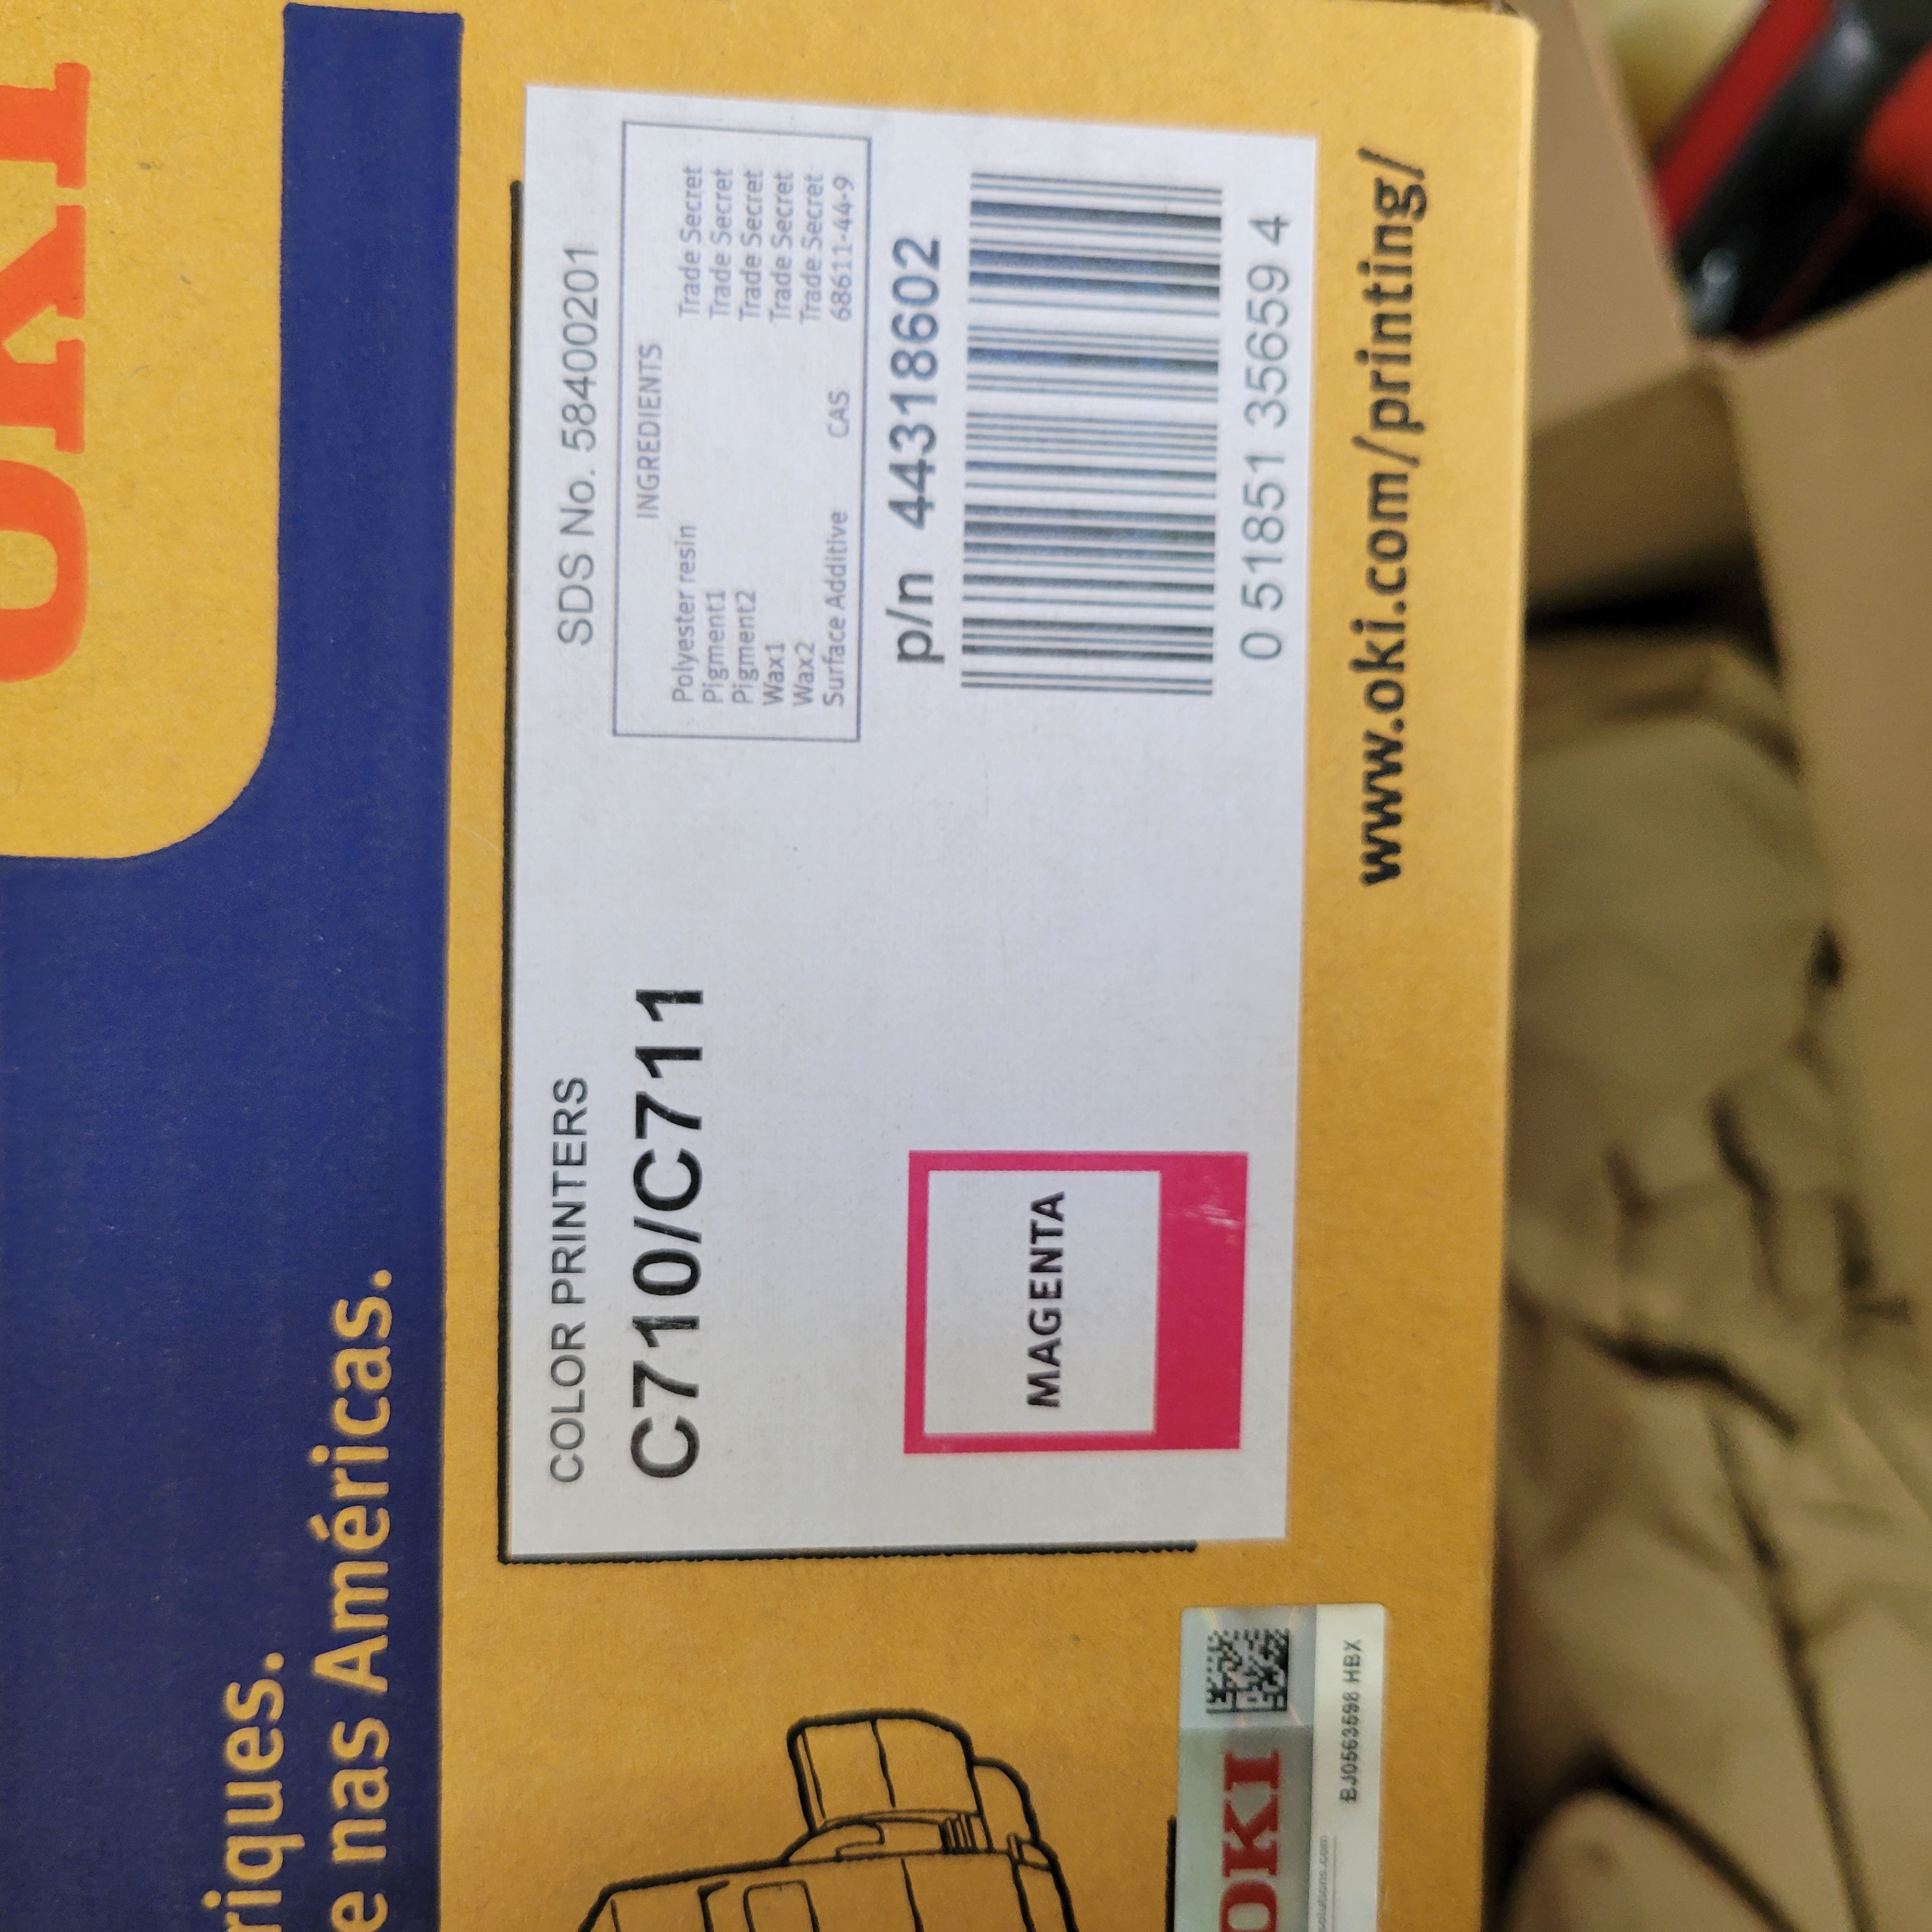 OKI
riques.
e nas Américas.
COLOR PRINTERS
C710/C711
MAGENTA
SDS No. 58400201
INGREDIENTS
Polyester resin Trade Secret
Pigment1 Trade Secret
Pigment2 Trade Secret
Wax1 Trade Secret
Wax2 Trade Secret
Surface Additive CAS 68611-44-9
p/n 44318602
0 51851 35659 4
www.oki.com/printing/
OKI
solutions.com
BJ0563598 HBX